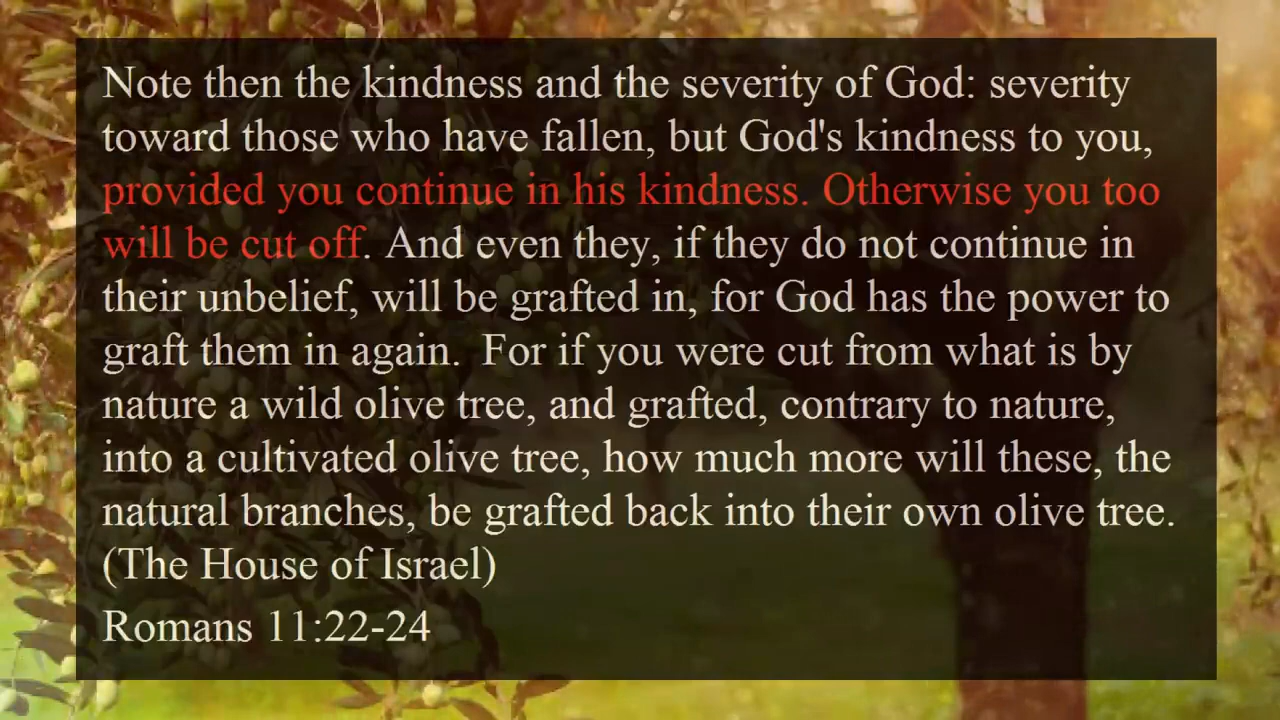 Note then the kindness and the severity of God: severity
toward those who have fallen, but God's kindness to you,
provided you continue in his kindness. Otherwise you too
will be cut off. And even they, if they do not continue in
their unbelief, will be grafted in, for God has the power to
graft them in again.  For if you were cut from what is by
nature a wild olive tree, and grafted, contrary to nature,
into a cultivated olive tree, how much more will these, the
natural branches, be grafted back into their own olive tree.
(The House of Israel)
Romans 11:22-24